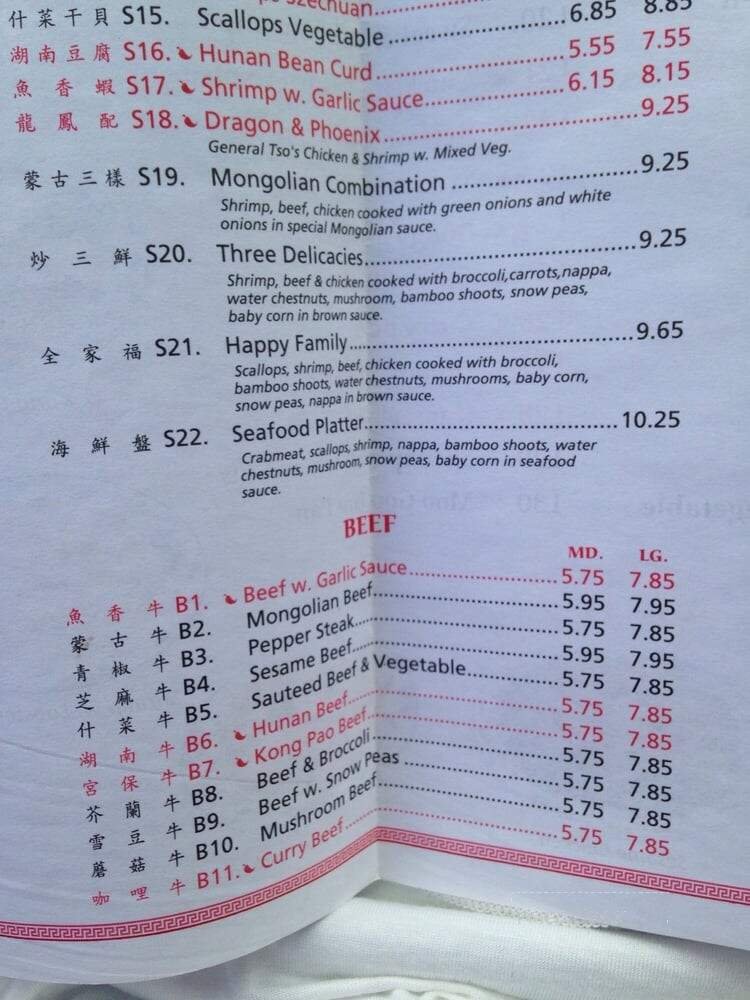 Szechuan
什菜干貝 S15. Scallops Vegetable 6.85 8.85
湖南豆腐 S16. Hunan Bean Curd 5.55 7.55
魚香蝦 S17. Shrimp w. Garlic Sauce 6.15 8.15
龍鳳配 S18. Dragon & Phoenix 9.25
General Tso's Chicken & Shrimp w. Mixed Veg.
蒙古三樣 S19. Mongolian Combination 9.25
Shrimp, beef, chicken cooked with green onions and white
onions in special Mongolian sauce.
炒三鮮 S20. Three Delicacies 9.25
Shrimp, beef & chicken cooked with broccoli,carrots,nappa,
water chestnuts, mushroom, bamboo shoots, snow peas,
baby corn in brown sauce.
全家福 S21. Happy Family 9.65
Scallops, shrimp, beef, chicken cooked with broccoli,
bamboo shoots, water chestnuts, mushrooms, baby corn,
snow peas, nappa in brown sauce.
海鮮盤 S22. Seafood Platter 10.25
Crabmeat, scallops, shrimp, nappa, bamboo shoots, water
chestnuts, mushroom, snow peas, baby corn in seafood
sauce.
BEEF
MD. LG.
魚香牛 B1. Beef w. Garlic Sauce 5.75 7.85
蒙古牛 B2. Mongolian Beef 5.95 7.95
青椒牛 B3. Pepper Steak 5.75 7.85
芝麻牛 B4. Sesame Beef 5.95 7.95
什菜牛 B5. Sauteed Beef & Vegetable 5.75 7.85
湖南牛 B6. Hunan Beef 5.75 7.85
宮保牛 B7. Kong Pao Beef 5.75 7.85
芥蘭牛 B8. Beef & Broccoli 5.75 7.85
雪豆牛 B9. Beef w. Snow Peas 5.75 7.85
蘑菇牛 B10. Mushroom Beef 5.75 7.85
咖哩牛 B11. Curry Beef 5.75 7.85